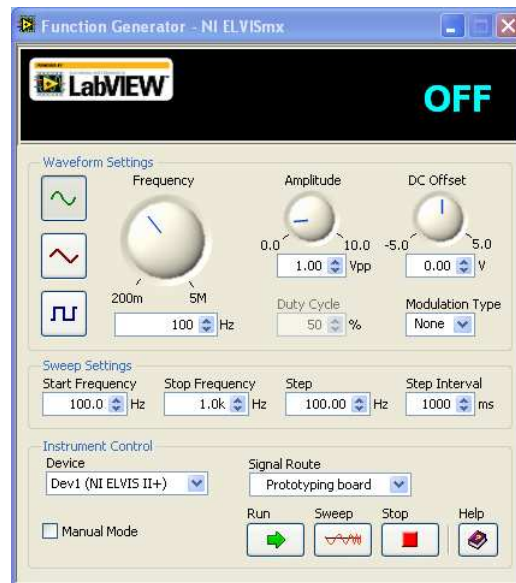 Function Generator - NI ELVISmx
LabVIEW
OFF
Waveform Settings
Frequency
Amplitude
DC Offset
0.0 10.0 -5.0 5.0
1.00 Vpp 0.00 V
200m 5M
Duty Cycle Modulation Type
100 Hz 50 % None
Sweep Settings
Start Frequency Stop Frequency Step Step Interval
100.0 Hz 1.0k Hz 100.00 Hz 1000 ms
Instrument Control
Device Signal Route
Dev1 (NI ELVIS II+) Prototyping board
Run Sweep Stop Help
Manual Mode